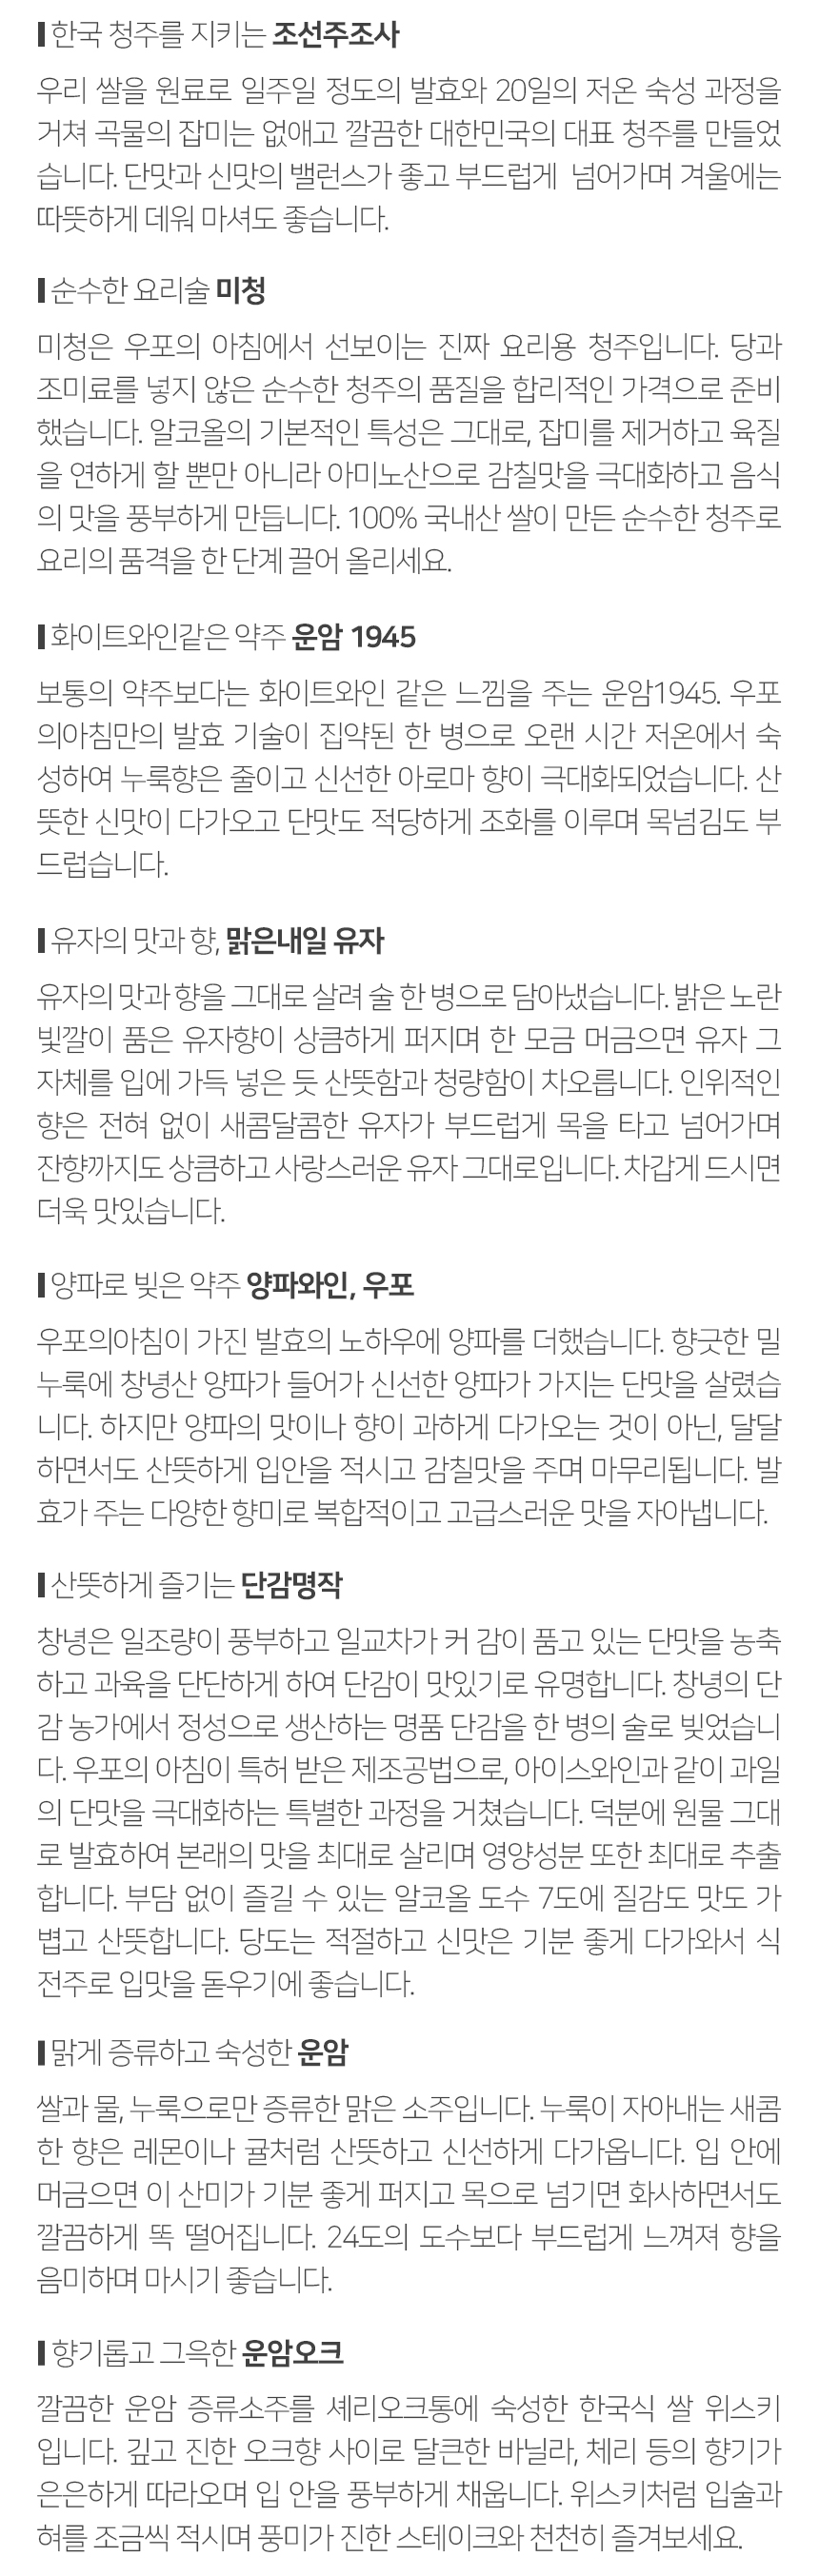 한국 청주를 지키는 조선주조사
우리 쌀을 원료로 일주일 정도의 발효와 20일의 저온 숙성 과정을
거쳐 곡물의 잡미는 없애고 깔끔한 대한민국의 대표 청주를 만들었
습니다. 단맛과 신맛의 밸런스가 좋고 부드럽게 넘어가며 겨울에는
따뜻하게 데워 마셔도 좋습니다.
순수한 요리술 미청
미청은 우포의 아침에서 선보이는 진짜 요리용 청주입니다. 당과
조미료를 넣지 않은 순수한 청주의 품질을 합리적인 가격으로 준비
했습니다. 알코올의 기본적인 특성은 그대로, 잡미를 제거하고 육질
을 연하게 할 뿐만 아니라 아미노산으로 감칠맛을 극대화하고 음식
의 맛을 풍부하게 만듭니다. 100% 국내산 쌀이 만든 순수한 청주로
요리의 품격을 한 단계 끌어 올리세요.
화이트와인같은 약주 운암 1945
보통의 약주보다는 화이트와인 같은 느낌을 주는 운암1945. 우포
의아침만의 발효 기술이 집약된 한 병으로 오랜 시간 저온에서 숙
성하여 누룩향은 줄이고 신선한 아로마 향이 극대화되었습니다. 산
뜻한 신맛이 다가오고 단맛도 적당하게 조화를 이루며 목넘김도 부
드럽습니다.
유자의 맛과 향, 맑은내일 유자
유자의 맛과 향을 그대로 살려 술 한 병으로 담아냈습니다. 밝은 노란
빛깔이 품은 유자향이 상큼하게 퍼지며 한 모금 머금으면 유자 그
자체를 입에 가득 넣은 듯 산뜻함과 청량함이 차오릅니다. 인위적인
향은 전혀 없이 새콤달콤한 유자가 부드럽게 목을 타고 넘어가며
잔향까지도 상큼하고 사랑스러운 유자 그대로입니다. 차갑게 드시면
더욱 맛있습니다.
양파로 빚은 약주 양파와인, 우포
우포의아침이 가진 발효의 노하우에 양파를 더했습니다. 향긋한 밀
누룩에 창녕산 양파가 들어가 신선한 양파가 가지는 단맛을 살렸습
니다. 하지만 양파의 맛이나 향이 과하게 다가오는 것이 아닌, 달달
하면서도 산뜻하게 입안을 적시고 감칠맛을 주며 마무리됩니다. 발
효가 주는 다양한 향미로 복합적이고 고급스러운 맛을 자아냅니다.
산뜻하게 즐기는 단감명작
창녕은 일조량이 풍부하고 일교차가 커 감이 품고 있는 단맛을 농축
하고 과육을 단단하게 하여 단감이 맛있기로 유명합니다. 창녕의 단
감 농가에서 정성으로 생산하는 명품 단감을 한 병의 술로 빚었습니
다. 우포의 아침이 특허 받은 제조공법으로, 아이스와인과 같이 과일
의 단맛을 극대화하는 특별한 과정을 거쳤습니다. 덕분에 원물 그대
로 발효하여 본래의 맛을 최대로 살리며 영양성분 또한 최대로 추출
합니다. 부담 없이 즐길 수 있는 알코올 도수 7도에 질감도 맛도 가
볍고 산뜻합니다. 당도는 적절하고 신맛은 기분 좋게 다가와서 식
전주로 입맛을 돋우기에 좋습니다.
맑게 증류하고 숙성한 운암
쌀과 물, 누룩으로만 증류한 맑은 소주입니다. 누룩이 자아내는 새콤
한 향은 레몬이나 귤처럼 산뜻하고 신선하게 다가옵니다. 입 안에
머금으면 이 산미가 기분 좋게 퍼지고 목으로 넘기면 화사하면서도
깔끔하게 똑 떨어집니다. 24도의 도수보다 부드럽게 느껴져 향을
음미하며 마시기 좋습니다.
향기롭고 그윽한 운암오크
깔끔한 운암 증류소주를 셰리오크통에 숙성한 한국식 쌀 위스키
입니다. 깊고 진한 오크향 사이로 달큰한 바닐라, 체리 등의 향기가
은은하게 따라오며 입 안을 풍부하게 채웁니다. 위스키처럼 입술과
혀를 조금씩 적시며 풍미가 진한 스테이크와 천천히 즐겨보세요.